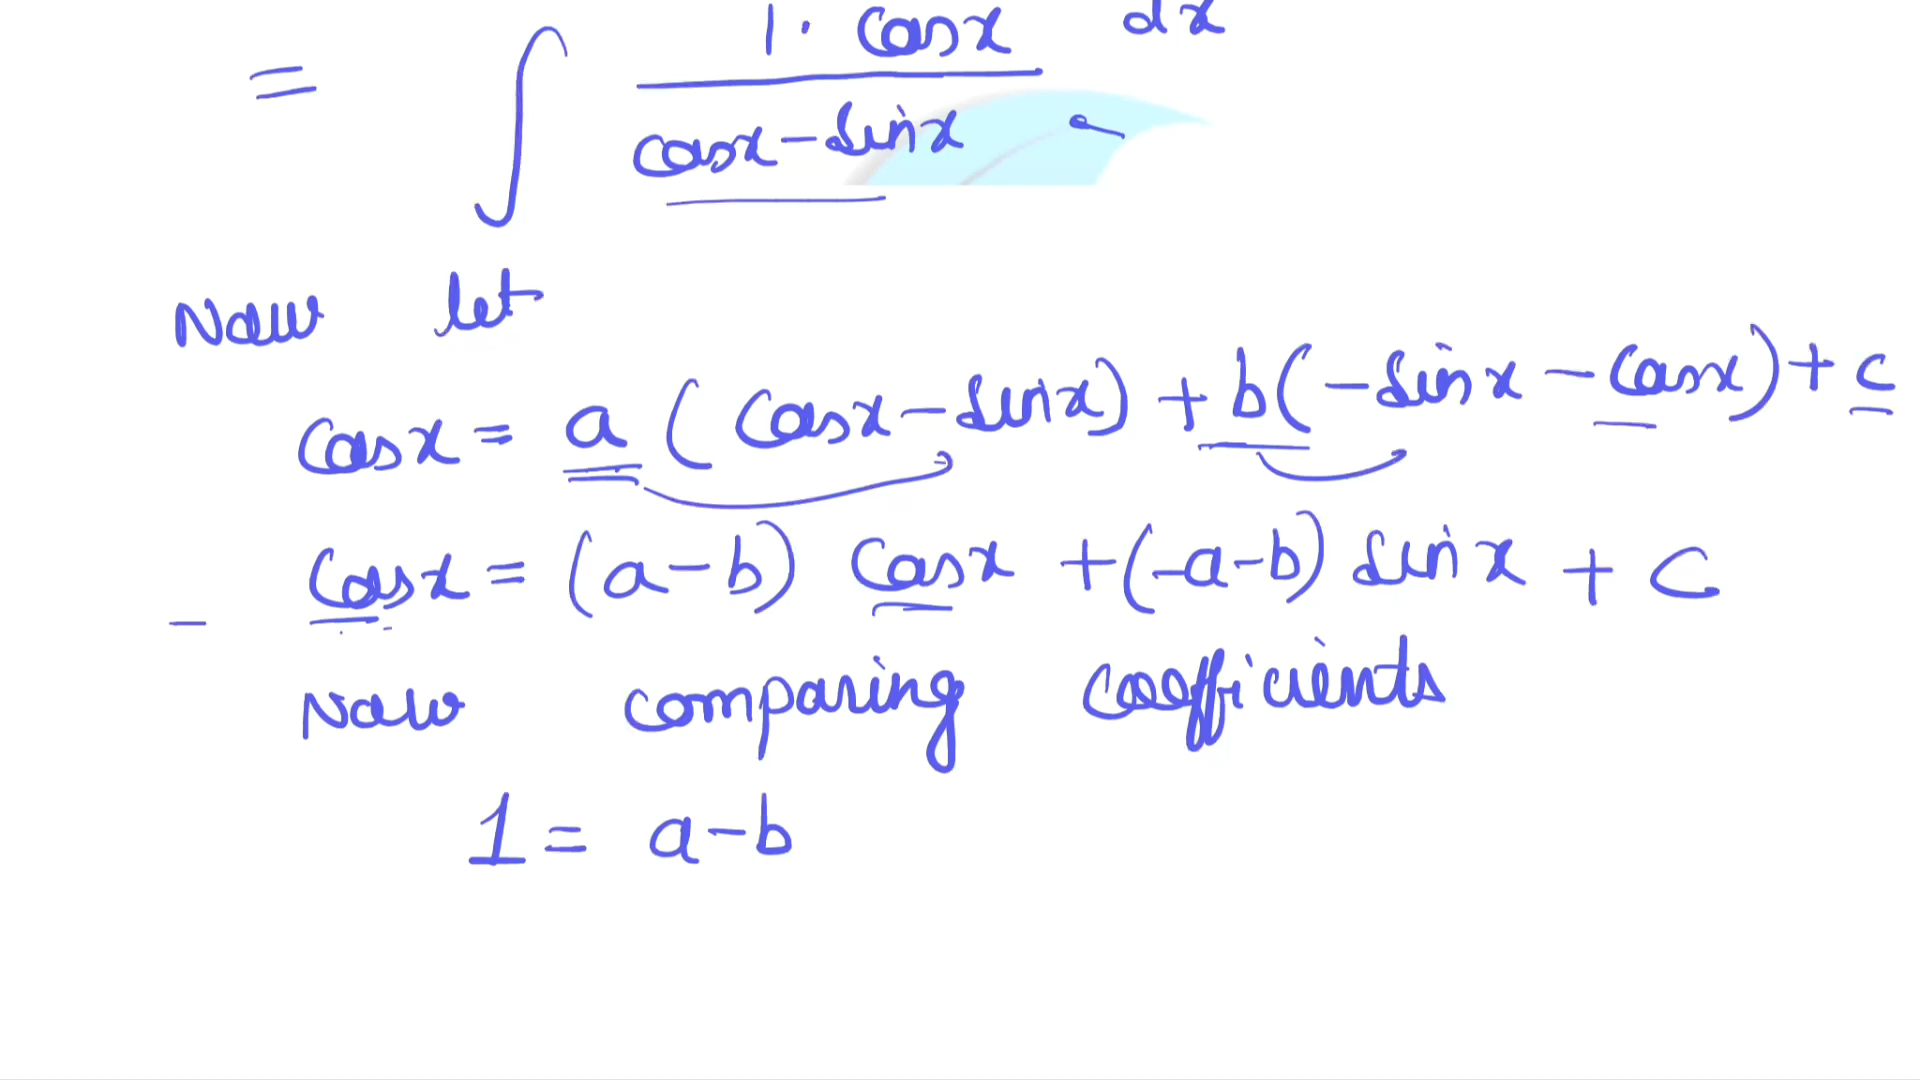 = ∫ 1. cosx / cosx - sinx dx
Now let
cosx = a ( cosx - sinx) + b( - sinx - cosx) + c
cosx = (a - b) cosx + (-a - b) sinx + c
Now comparing coefficients
1 = a - b